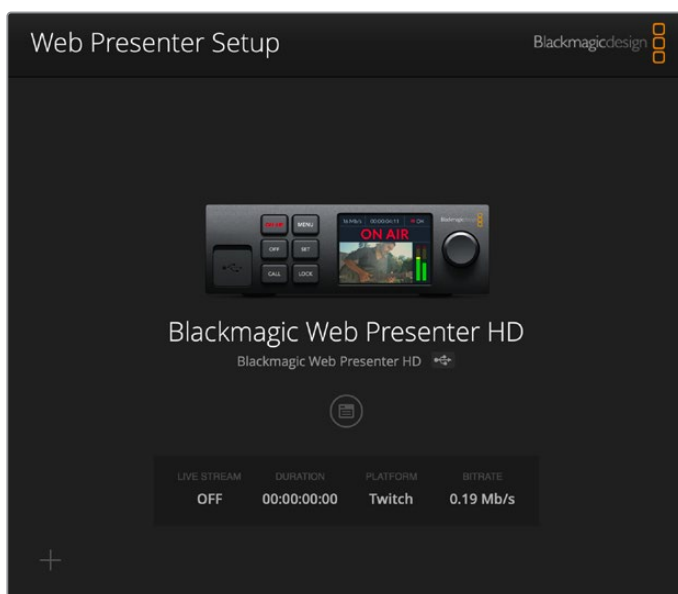 Web Presenter Setup
Blackmagicdesign
ON AIR MENU
OFF SET
CALL LOCK
ON AIR
Blackmagic Web Presenter HD
Blackmagic Web Presenter HD
LIVE STREAM DURATION PLATFORM BITRATE
OFF 00:00:00:00 Twitch 0.19 Mb/s